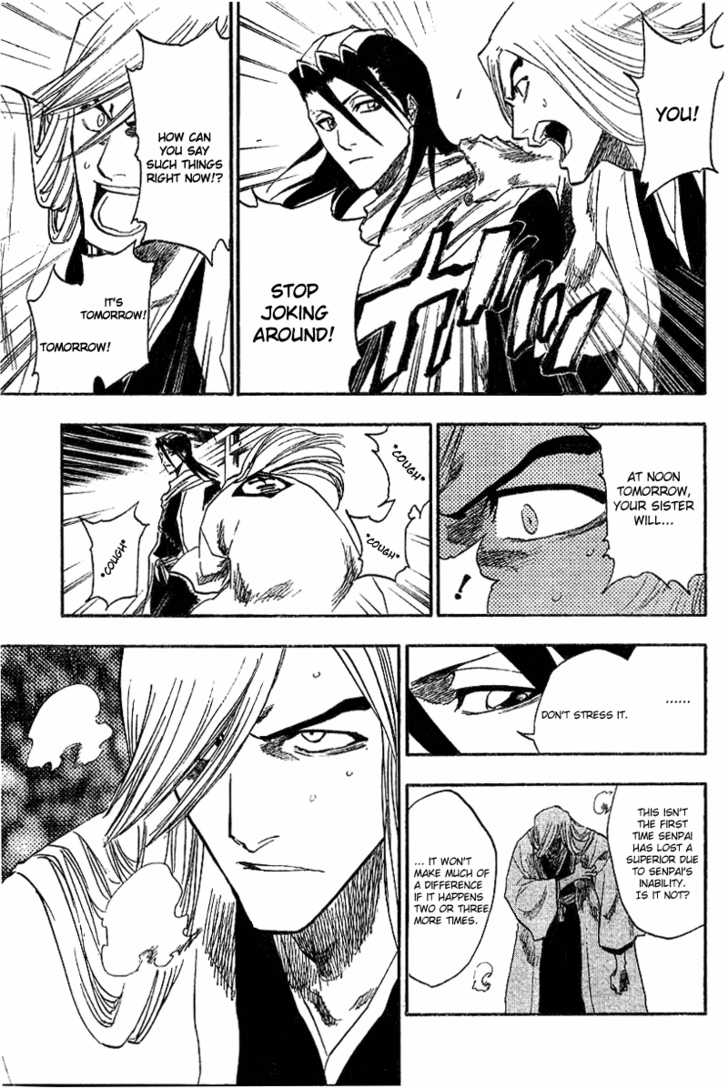 YOU!
STOP
JOKING
AROUND!
HOW CAN
YOU SAY
SUCH THINGS
RIGHT NOW!?
IT'S
TOMORROW!
TOMORROW!
AT NOON
TOMORROW,
YOUR SISTER
WILL...
!
*COUGH*
*COUGH*
*COUGH*
......
DON'T STRESS IT.
THIS ISN'T
THE FIRST
TIME SENPAI
HAS LOST A
SUPERIOR DUE
TO SENPAI'S
INABILITY.
IS IT NOT?
... IT WON'T
MAKE MUCH OF
A DIFFERENCE
IF IT HAPPENS
TWO OR THREE
MORE TIMES.